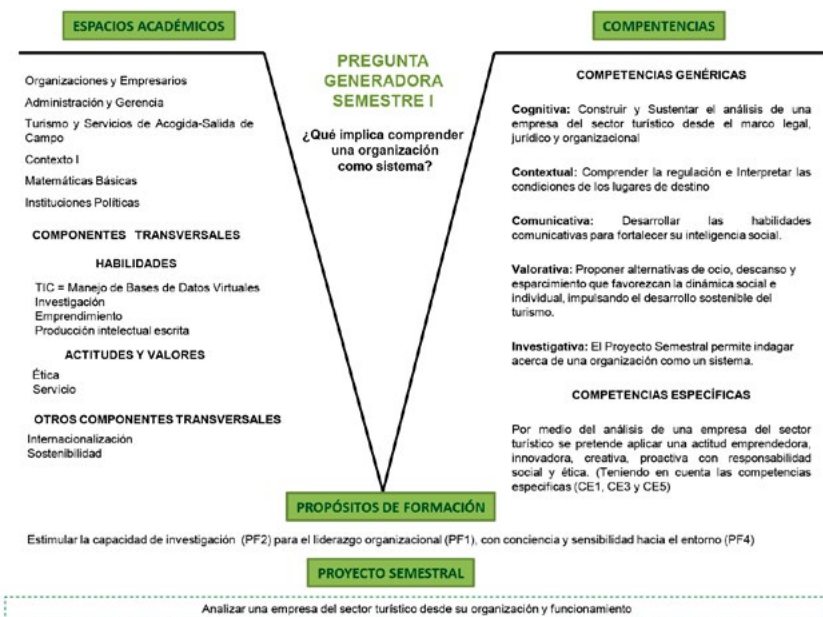 ESPACIOS ACADÉMICOS
Organizaciones y Empresarios
Administración y Gerencia
Turismo y Servicios de Acogida-Salida de
Campo
Contexto I
Matemáticas Básicas
Instituciones Políticas
COMPONENTES TRANSVERSALES
HABILIDADES
TIC = Manejo de Bases de Datos Virtuales
Investigación
Emprendimiento
Producción intelectual escrita
ACTITUDES Y VALORES
Ética
Servicio
OTROS COMPONENTES TRANSVERSALES
Internacionalización
Sostenibilidad
PREGUNTA
GENERADORA
SEMESTRE I
¿Qué implica comprender
una organización
como sistema?
COMPENTENCIAS
COMPETENCIAS GENÉRICAS
Cognitiva: Construir y Sustentar el análisis de una
empresa del sector turístico desde el marco legal,
jurídico y organizacional
Contextual: Comprender la regulación e Interpretar las
condiciones de los lugares de destino
Comunicativa: Desarrollar las habilidades
comunicativas para fortalecer su inteligencia social.
Valorativa: Proponer alternativas de ocio, descanso y
esparcimiento que favorezcan la dinámica social e
individual, impulsando el desarrollo sostenible del
turismo.
Investigativa: El Proyecto Semestral permite indagar
acerca de una organización como un sistema.
COMPETENCIAS ESPECÍFICAS
Por medio del análisis de una empresa del sector
turístico se pretende aplicar una actitud emprendedora,
innovadora, creativa, proactiva con responsabilidad
social y ética. (Teniendo en cuenta las competencias
especificas (CE1, CE3 y CE5)
PROPÓSITOS DE FORMACIÓN
Estimular la capacidad de investigación (PF2) para el liderazgo organizacional (PF1), con conciencia y sensibilidad hacia el entorno (PF4)
PROYECTO SEMESTRAL
Analizar una empresa del sector turístico desde su organización y funcionamiento